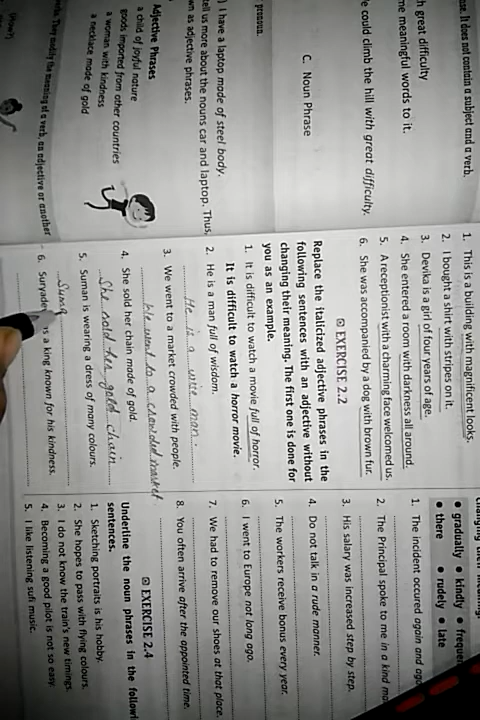 ase. It does not contain a subject and a verb.
h great difficulty
me meaningful words to it.
e could climb the hill with great difficulty.
C. Noun Phrase
pronoun.
I have a laptop made of steel body.
tell us more about the nouns car and laptop. Thus,
wn as adjective phrases.
Adjective Phrases
a child of joyful nature
goods imported from other countries
a woman with kindness
a necklace made of gold
They modify the meaning of a verb, an adjective or another
(How?)
1. This is a building with magnificent looks.
2. I bought a shirt with stripes on it.
3. Devika is a girl of four years of age.
4. She entered a room with darkness all around.
5. A receptionist with a charming face welcomed us.
6. She was accompanied by a dog with brown fur.
EXERCISE 2.2
Replace the italicized adjective phrases in the
following sentences with an adjective without
changing their meaning. The first one is done for
you as an example.
1. It is difficult to watch a movie full of horror.
It is difficult to watch a horror movie.
2. He is a man full of wisdom.
He is a wise man.
3. We went to a market crowded with people.
We went to a crowded market
4. She sold her chain made of gold.
She sold her gold chain
5. Suman is wearing a dress of many colours.
Suma
6. Suryadev is a king known for his kindness.
gradually • kindly • freque
there • rudely • late
1. The incident occured again and aga
2. The Principal spoke to me in a kind ma
3. His salary was increased step by step.
4. Do not talk in a rude manner.
5. The workers receive bonus every year.
6. I went to Europe not long ago.
7. We had to remove our shoes at that place.
8. You often arrive after the appointed time.
EXERCISE 2.4
Underline the noun phrases in the followi
sentences.
1. Sketching portraits is his hobby.
2. She hopes to pass with flying colours.
3. I do not know the train's new timings.
4. Becoming a good pilot is not so easy.
5. I like listening sufi music.